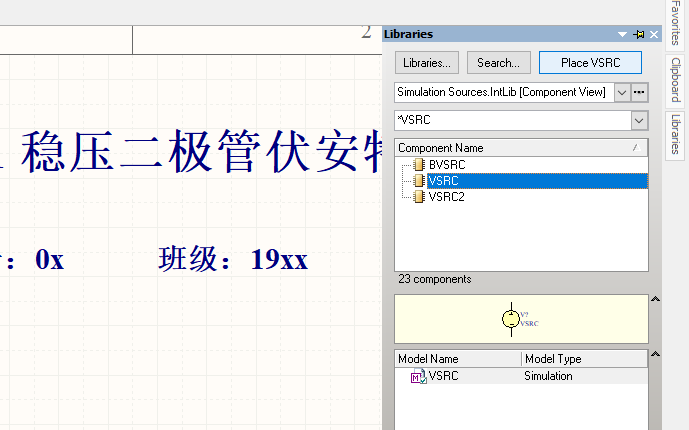 2
Libraries
Favorites
Clipboard
Libraries
Libraries...
Search...
Place VSRC
Simulation Sources.IntLib [Component View]
...
*VSRC
Component Name
BVSRC
VSRC
VSRC2
23 components
V?
VSRC
Model Name
Model Type
VSRC
Simulation
稳压二极管伏安特
：0x
班级：19xx